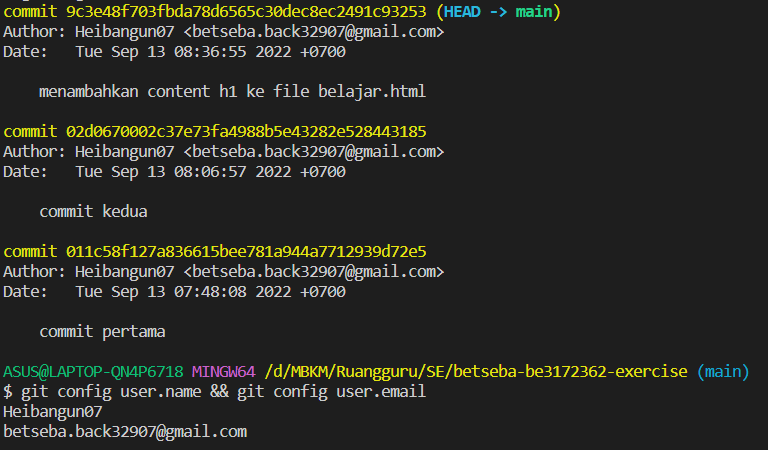 commit 9c3e48f703fbda78d6565c30dec8ec2491c93253 (HEAD -> main)
Author: Heibangun07 <betseba.back32907@gmail.com>
Date:   Tue Sep 13 08:36:55 2022 +0700
    menambahkan content h1 ke file belajar.html
commit 02d0670002c37e73fa4988b5e43282e528443185
Author: Heibangun07 <betseba.back32907@gmail.com>
Date:   Tue Sep 13 08:06:57 2022 +0700
    commit kedua
commit 011c58f127a836615bee781a944a7712939d72e5
Author: Heibangun07 <betseba.back32907@gmail.com>
Date:   Tue Sep 13 07:48:08 2022 +0700
    commit pertama
ASUS@LAPTOP-QN4P6718 MINGW64 /d/MBKM/Ruangguru/SE/betseba-be3172362-exercise (main)
$ git config user.name && git config user.email
Heibangun07
betseba.back32907@gmail.com